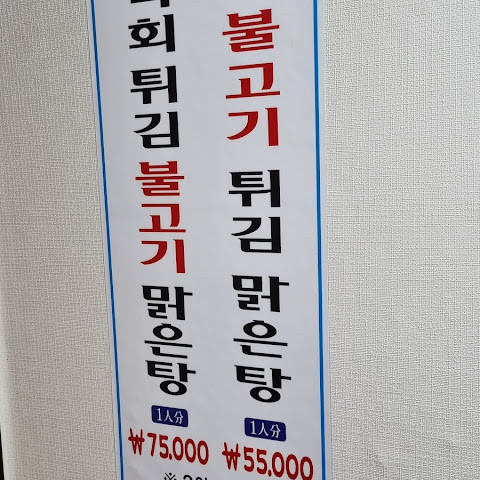 회 튀김 불고기 맑은탕
1人分
₩75,000
불고기 튀김 맑은탕
1人分
₩55,000
※